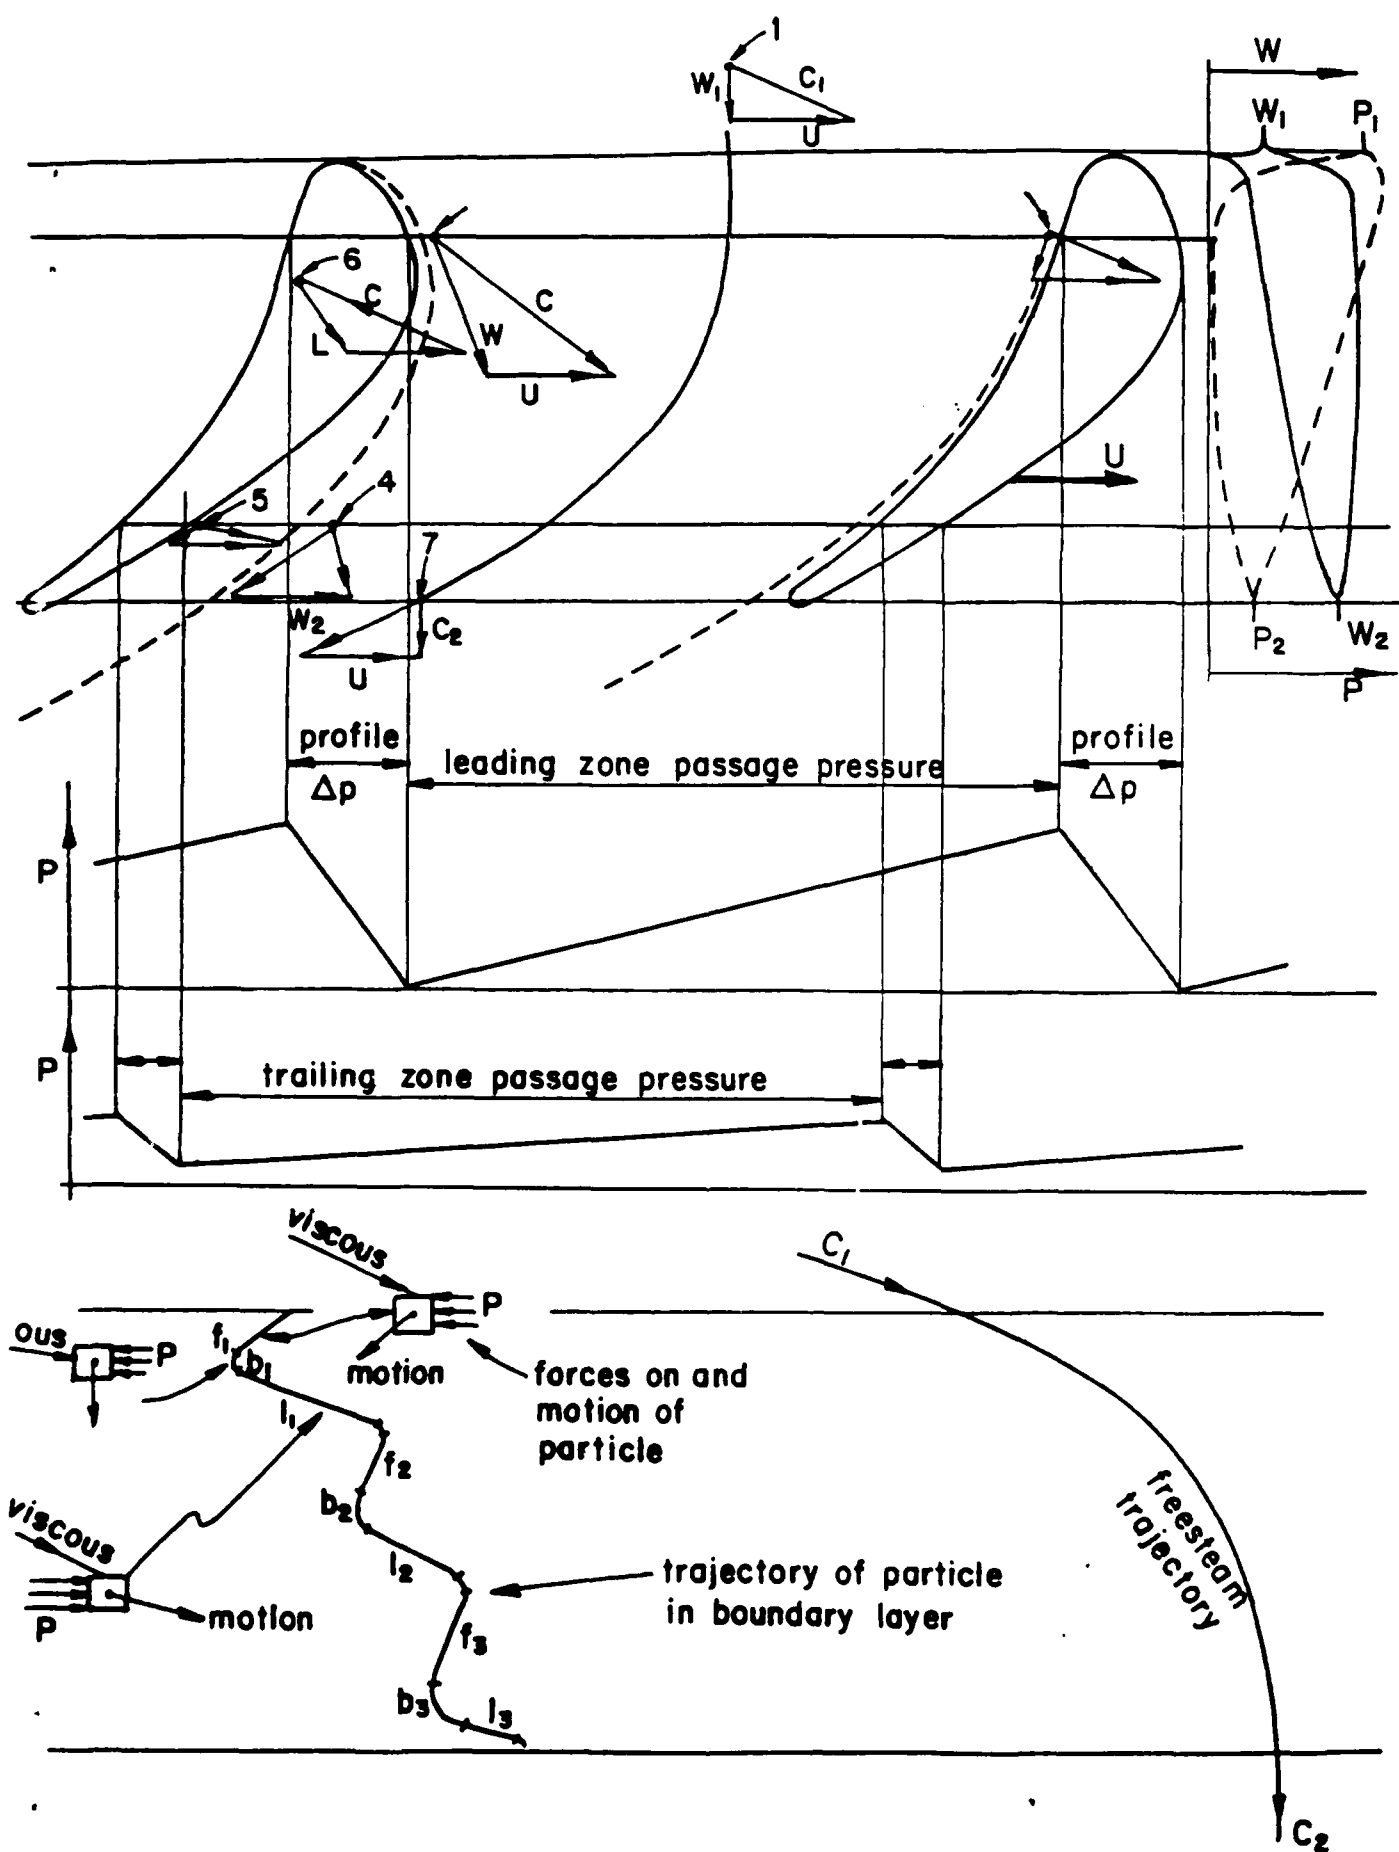 1
W
W₁
C₁
U
W₁
P₁
6
C
L
C
W
U
U
5
4
7
W₂
C₂
U
P₂
W₂
P
profile
Δp
leading zone passage pressure
profile
Δp
P
P
trailing zone passage pressure
viscous
P
C₁
ous
P
f₁
b₁
motion
forces on and
motion of
particle
l₁
f₂
b₂
viscous
l₂
P
motion
trajectory of particle
in boundary layer
freesteam
trajectory
f₃
b₃
l₃
C₂